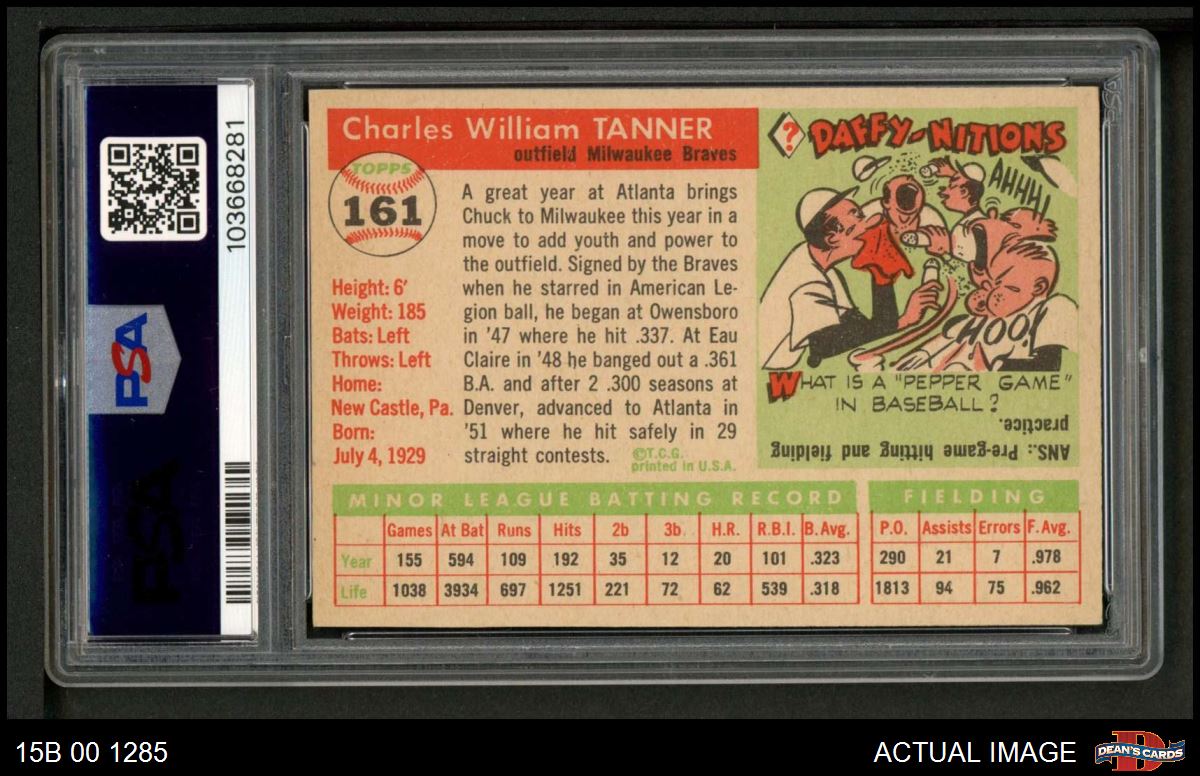 103668281
PSA
PSA
Charles William TANNER
outfield Milwaukee Braves
TOPPS
161
Height: 6'
Weight: 185
Bats: Left
Throws: Left
Home:
New Castle, Pa.
Born:
July 4, 1929
A great year at Atlanta brings
Chuck to Milwaukee this year in a
move to add youth and power to
the outfield. Signed by the Braves
when he starred in American Le-
gion ball, he began at Owensboro
in '47 where he hit .337. At Eau
Claire in '48 he banged out a .361
B.A. and after 2 .300 seasons at
Denver, advanced to Atlanta in
'51 where he hit safely in 29
straight contests.
©T.C.G.
printed in U.S.A.
? DAFFY-NITIONS
AHHH!
CHOO!
WHAT IS A "PEPPER GAME"
IN BASEBALL?
ANS.: Pre-game hitting and fielding
practice.
MINOR LEAGUE BATTING RECORD
Games At Bat Runs Hits 2b 3b H.R. R.B.I. B. Avg.
Year 155 594 109 192 35 12 20 101 .323
Life 1038 3934 697 1251 221 72 62 539 .318
FIELDING
P.O. Assists Errors F. Avg.
290 21 7 .978
1813 94 75 .962
15B 00 1285
ACTUAL IMAGE
DEAN'S CARDS